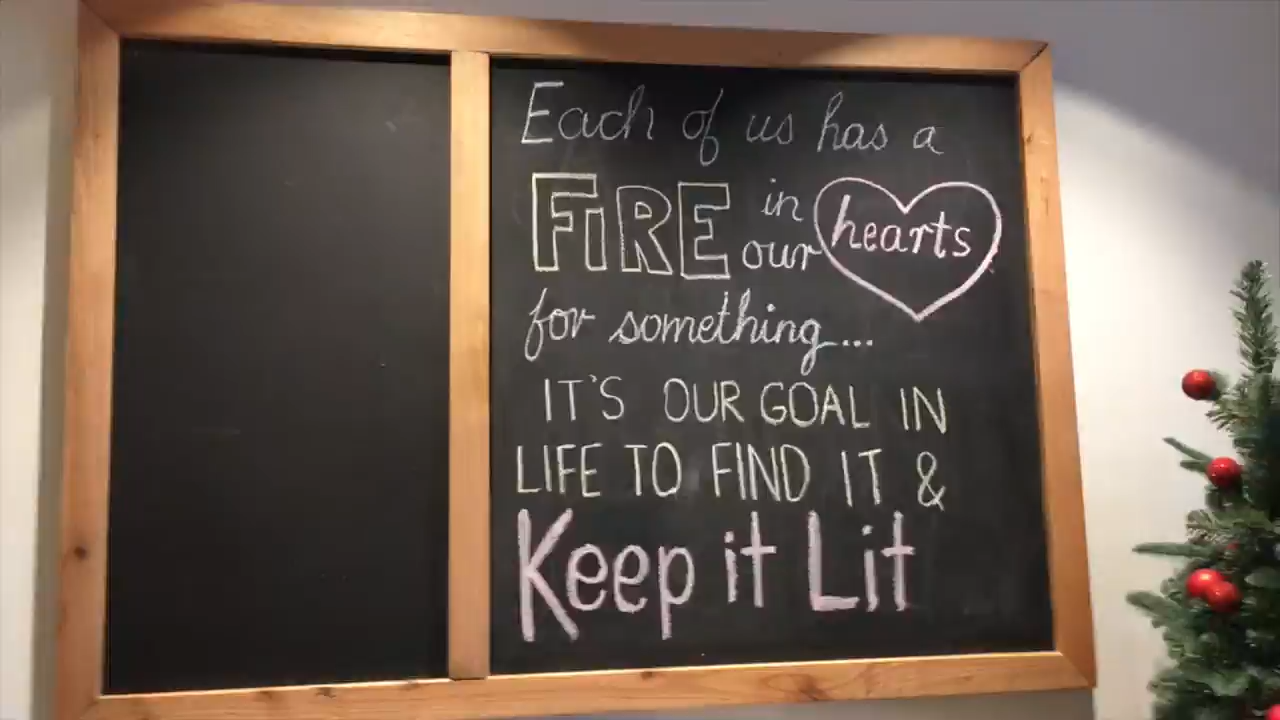 Each of us has a
FiRE in our hearts
for something...
IT'S OUR GOAL IN
LIFE TO FIND IT &
Keep it Lit